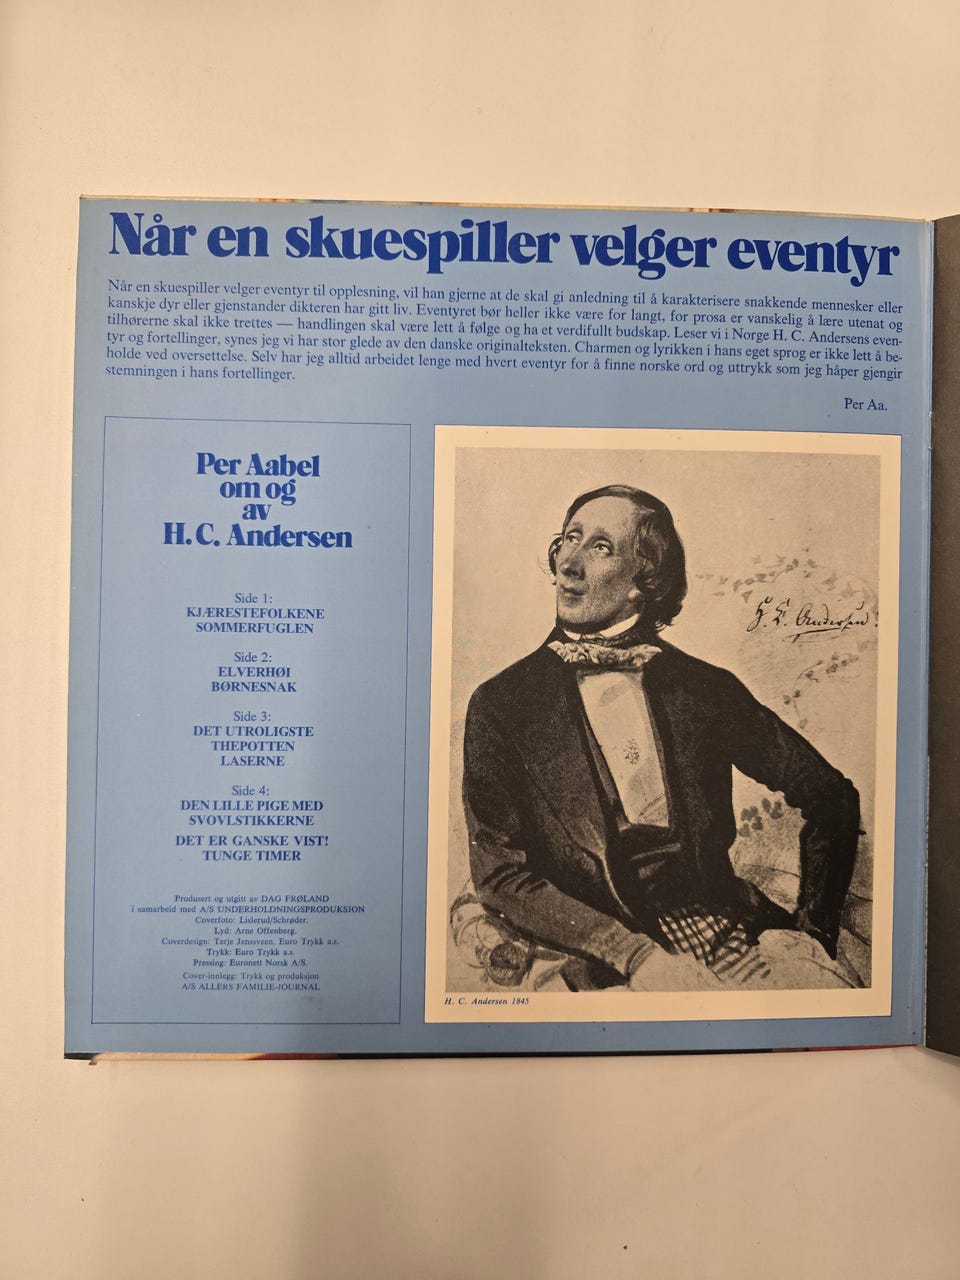 Når en skuespiller velger eventyr
Når en skuespiller velger eventyr til opplesning, vil han gjerne at de skal gi anledning til å karakterisere snakkende mennesker eller
kanskje dyr eller gjenstander dikteren har gitt liv. Eventyret bør heller ikke være for langt, for prosa er vanskelig å lære utenat og
tilhørerne skal ikke trettes — handlingen skal være lett å følge og ha et verdifullt budskap. Leser vi i Norge H. C. Andersens even-
tyr og fortellinger, synes jeg vi har stor glede av den danske originalteksten. Charmen og lyrikken i hans eget sprog er ikke lett å be-
holde ved oversettelse. Selv har jeg alltid arbeidet lenge med hvert eventyr for å finne norske ord og uttrykk som jeg håper gjengir
stemningen i hans fortellinger.
Per Aa.
Per Aabel
om og
av
H. C. Andersen
Side 1:
KJÆRESTEFOLKENE
SOMMERFUGLEN
Side 2:
ELVERHØI
BØRNESNAK
Side 3:
DET UTROLIGSTE
THEPOTTEN
LASERNE
Side 4:
DEN LILLE PIGE MED
SVOVLSTIKKERNE
DET ER GANSKE VIST!
TUNGE TIMER
Produsert og utgitt av DAG FRØLAND
i samarbeid med A/S UNDERHOLDNINGSPRODUKSJON
Coverfoto: Lislerud/Schrøder.
Lyd: Arne Offenberg.
Coverdesign: Terje Jenssveen, Euro Trykk a.s.
Trykk: Euro Trykk a.s.
Pressing: Euronett Norsk A/S.
Cover-innlegg: Trykk og produksjon
A/S ALLERS FAMILIE-JOURNAL
H. C. Andersen.
H. C. Andersen 1845